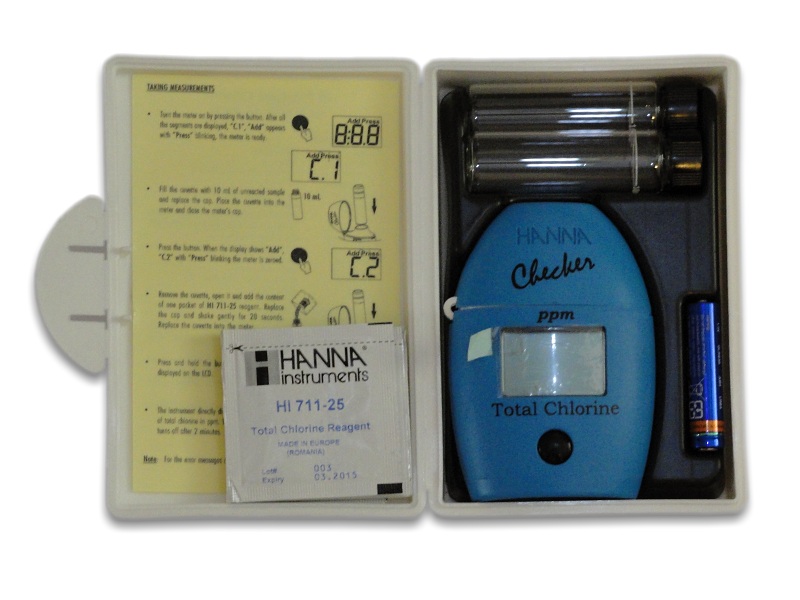 TAKING MEASUREMENTS
• Turn the meter on by pressing the button. After all
the segments are displayed, "C.1", "Add" appears
with "Press" blinking, the meter is ready.
Add Press
8:8.8
Add Press
C.1
• Fill the cuvette with 10 ml of unreacted sample
and replace the cap. Place the cuvette into the
meter and close the meter's cap.
10 mL
• Press the button. When the display shows "Add",
"C.2" with "Press" blinking the meter is zeroed.
Add Press
C.2
• Remove the cuvette, open it and add the content
of one packet of HI 711-25 reagent. Replace
the cap and shake gently for 20 seconds.
Replace the cuvette into the meter.
• Press and hold the
displayed on the LCD.
• The instrument directly
of total chlorine in ppm.
turns off after 2 minutes.
Note: For the error messages
HANNA
instruments
HI 711-25
Total Chlorine Reagent
MADE IN EUROPE
(ROMANIA)
Lot# 003
Expiry 03.2015
HANNA
Checker
ppm
Total Chlorine